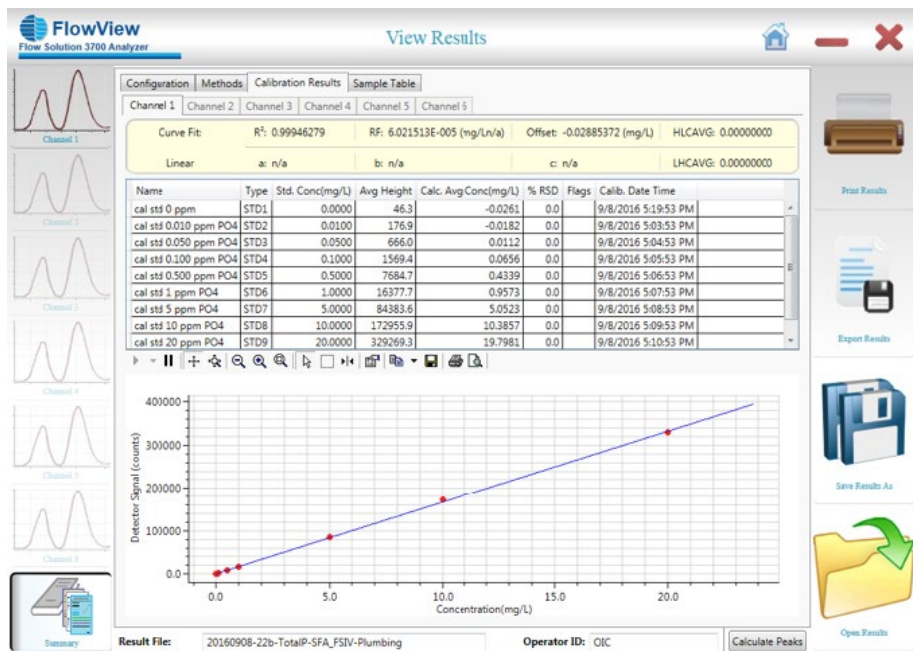 FlowView
Flow Solution 3700 Analyzer
View Results
Channel 1
Channel 2
Channel 3
Channel 4
Channel 5
Channel 6
Summary
Configuration Methods Calibration Results Sample Table
Channel 1 Channel 2 Channel 3 Channel 4 Channel 5 Channel 6
Curve Fit: R²: 0.99946279 RF: 6.021513E-005 (mg/Ln/a) Offset: -0.02885372 (mg/L) HLCAVG: 0.00000000
Linear a: n/a b: n/a c: n/a LHCAVG: 0.00000000
Name Type Std. Conc(mg/L) Avg Height Calc. Avg Conc(mg/L) % RSD Flags Calib. Date Time
cal std 0 ppm STD1 0.0000 46.3 -0.0261 0.0 9/8/2016 5:19:53 PM
cal std 0.010 ppm PO4 STD2 0.0100 176.9 -0.0182 0.0 9/8/2016 5:03:53 PM
cal std 0.050 ppm PO4 STD3 0.0500 666.0 0.0112 0.0 9/8/2016 5:04:53 PM
cal std 0.100 ppm PO4 STD4 0.1000 1569.4 0.0656 0.0 9/8/2016 5:05:53 PM
cal std 0.500 ppm PO4 STD5 0.5000 7684.7 0.4339 0.0 9/8/2016 5:06:53 PM
cal std 1 ppm PO4 STD6 1.0000 16377.7 0.9573 0.0 9/8/2016 5:07:53 PM
cal std 5 ppm PO4 STD7 5.0000 84383.6 5.0523 0.0 9/8/2016 5:08:53 PM
cal std 10 ppm PO4 STD8 10.0000 172955.9 10.3857 0.0 9/8/2016 5:09:53 PM
cal std 20 ppm PO4 STD9 20.0000 329269.3 19.7981 0.0 9/8/2016 5:10:53 PM
Detector Signal (counts)
400000
300000
200000
100000
0.0
0.0 5.0 10.0 15.0 20.0
Concentration(mg/L)
Result File: 20160908-22b-TotalP-SFA_FSIV-Plumbing Operator ID: OIC Calculate Peaks
Print Results
Export Results
Save Results As
Open Results